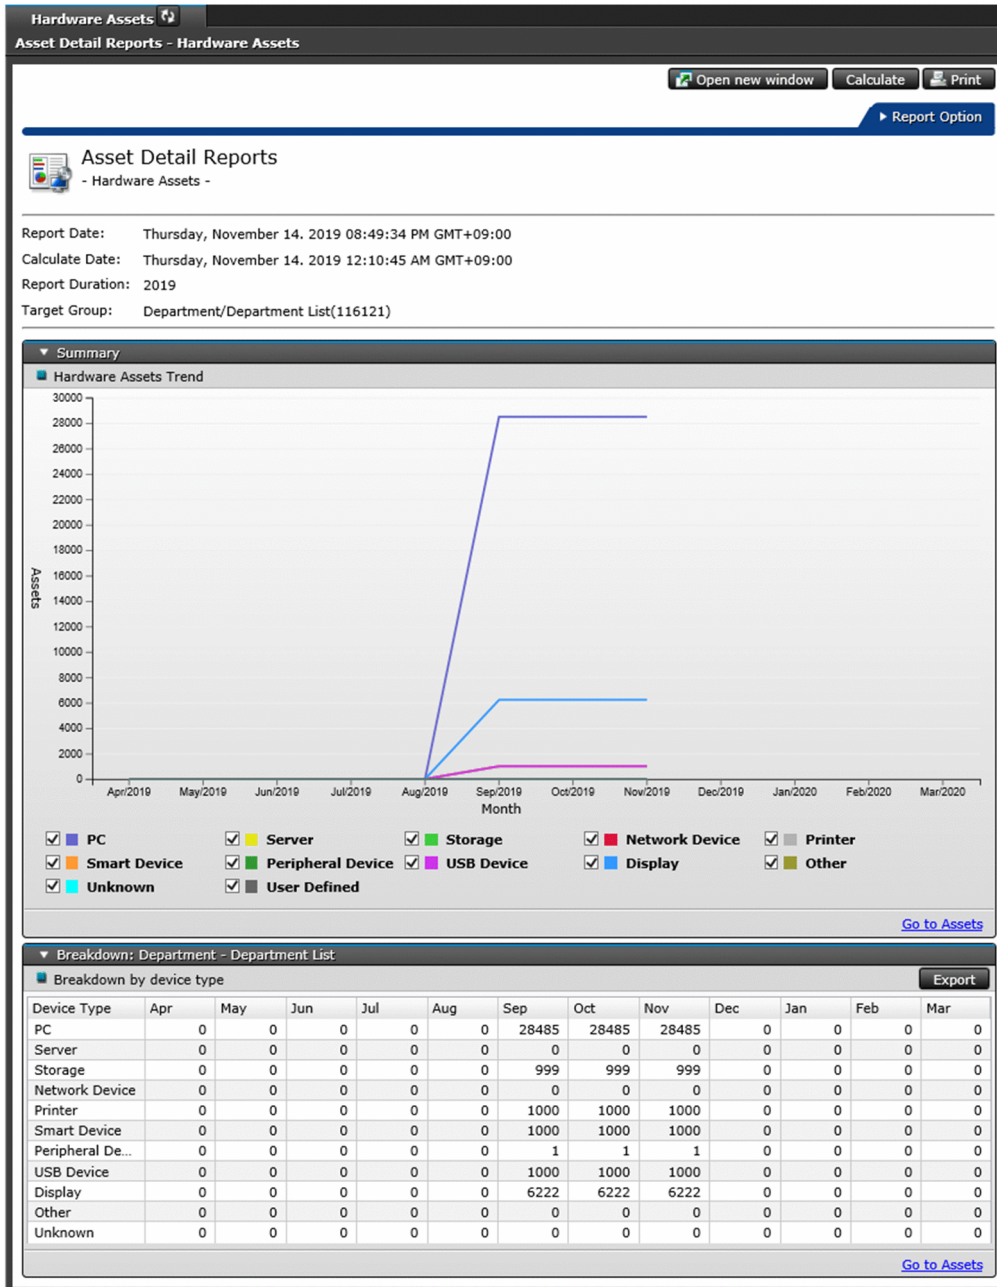 Hardware Assets
Asset Detail Reports - Hardware Assets
Open new window Calculate Print
Report Option
Asset Detail Reports
- Hardware Assets -
Report Date: Thursday, November 14. 2019 08:49:34 PM GMT+09:00
Calculate Date: Thursday, November 14. 2019 12:10:45 AM GMT+09:00
Report Duration: 2019
Target Group: Department/Department List(116121)
Summary
Hardware Assets Trend
30000
28000
26000
24000
22000
20000
18000
16000
14000
12000
10000
8000
6000
4000
2000
0
Assets
Apr/2019 May/2019 Jun/2019 Jul/2019 Aug/2019 Sep/2019 Oct/2019 Nov/2019 Dec/2019 Jan/2020 Feb/2020 Mar/2020
Month
PC Server Storage Network Device Printer
Smart Device Peripheral Device USB Device Display Other
Unknown User Defined
Go to Assets
Breakdown: Department - Department List
Breakdown by device type Export
Device Type Apr May Jun Jul Aug Sep Oct Nov Dec Jan Feb Mar
PC 0 0 0 0 0 28485 28485 28485 0 0 0 0
Server 0 0 0 0 0 0 0 0 0 0 0 0
Storage 0 0 0 0 0 999 999 999 0 0 0 0
Network Device 0 0 0 0 0 0 0 0 0 0 0 0
Printer 0 0 0 0 0 1000 1000 1000 0 0 0 0
Smart Device 0 0 0 0 0 1000 1000 1000 0 0 0 0
Peripheral De... 0 0 0 0 0 1 1 1 0 0 0 0
USB Device 0 0 0 0 0 1000 1000 1000 0 0 0 0
Display 0 0 0 0 0 6222 6222 6222 0 0 0 0
Other 0 0 0 0 0 0 0 0 0 0 0 0
Unknown 0 0 0 0 0 0 0 0 0 0 0 0
Go to Assets